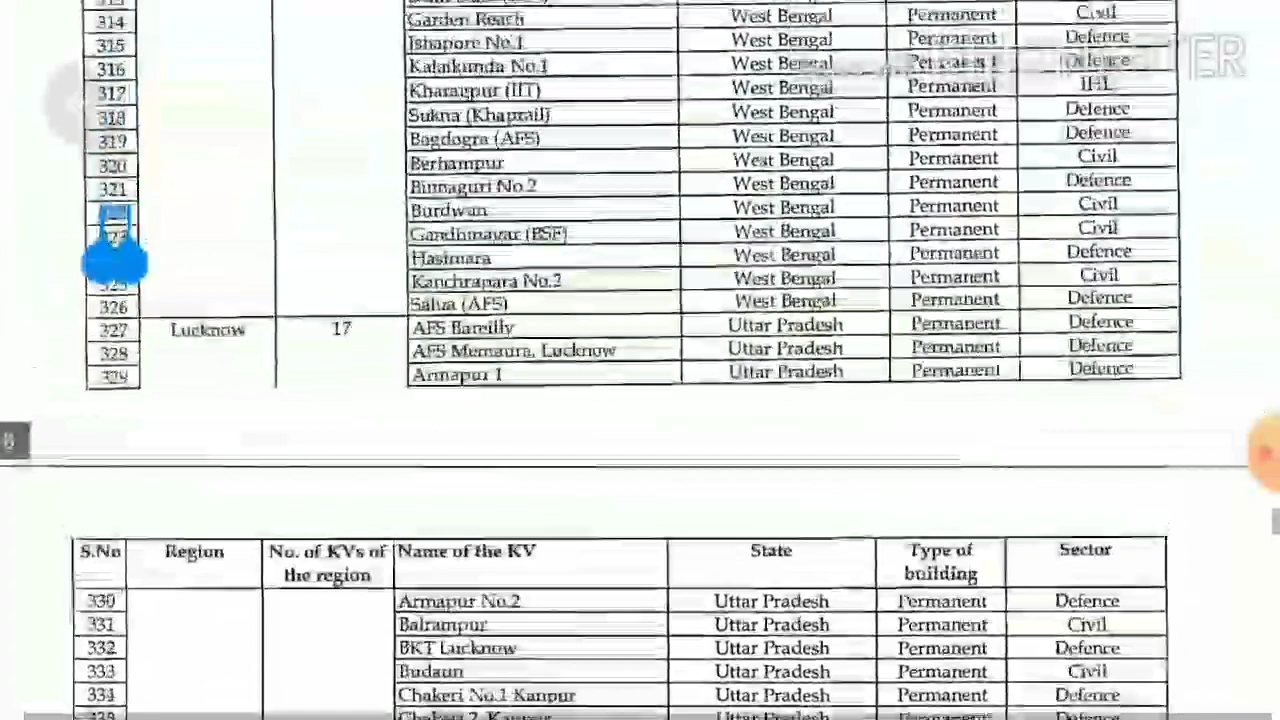 314 Garden Reach West Bengal Permanent Civil
315 Ishapore No.1 West Bengal Permanent Defence
316 Kalaikunda No.1 West Bengal Permanent Defence
317 Kharagpur (IIT) West Bengal Permanent IHL
318 Sukna (Khaprail) West Bengal Permanent Defence
319 Bagdogra (AFS) West Bengal Permanent Defence
320 Berhampur West Bengal Permanent Civil
321 Binnaguri No.2 West Bengal Permanent Defence
Burdwan West Bengal Permanent Civil
Gandhinagar (BSF) West Bengal Permanent Civil
Hasimara West Bengal Permanent Defence
Kanchrapara No.2 West Bengal Permanent Civil
326 Salua (AFS) West Bengal Permanent Defence
327 Lucknow 17 AFS Bareilly Uttar Pradesh Permanent Defence
328 AFS Memaura, Lucknow Uttar Pradesh Permanent Defence
329 Armapur 1 Uttar Pradesh Permanent Defence
8
S.No Region No. of KVs of the region Name of the KV State Type of building Sector
330 Armapur No.2 Uttar Pradesh Permanent Defence
331 Balrampur Uttar Pradesh Permanent Civil
332 BKT Lucknow Uttar Pradesh Permanent Defence
333 Budaun Uttar Pradesh Permanent Civil
334 Chakeri No.1 Kanpur Uttar Pradesh Permanent Defence